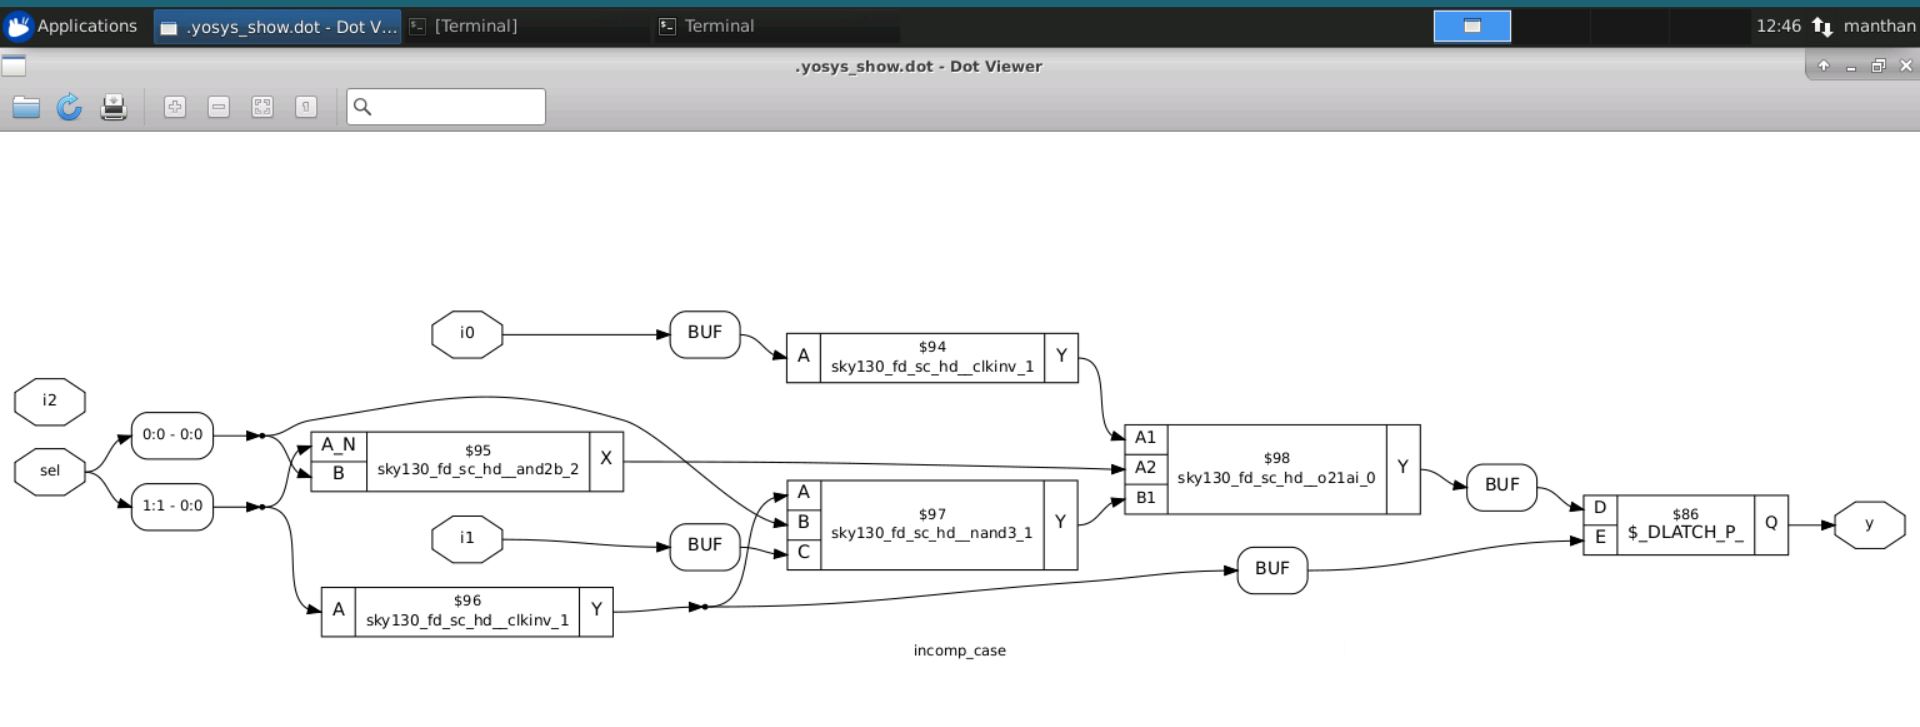 Applications
.yosys_show.dot - Dot V...
[Terminal]
Terminal
12:46
manthan
.yosys_show.dot - Dot Viewer
i0
BUF
A
$94
sky130_fd_sc_hd__clkinv_1
Y
i2
sel
0:0 - 0:0
1:1 - 0:0
A_N
B
$95
sky130_fd_sc_hd__and2b_2
X
i1
BUF
A
B
C
$97
sky130_fd_sc_hd__nand3_1
Y
A
$96
sky130_fd_sc_hd__clkinv_1
Y
A1
A2
B1
$98
sky130_fd_sc_hd__o21ai_0
Y
BUF
BUF
D
E
$86
$_DLATCH_P_
Q
y
incomp_case